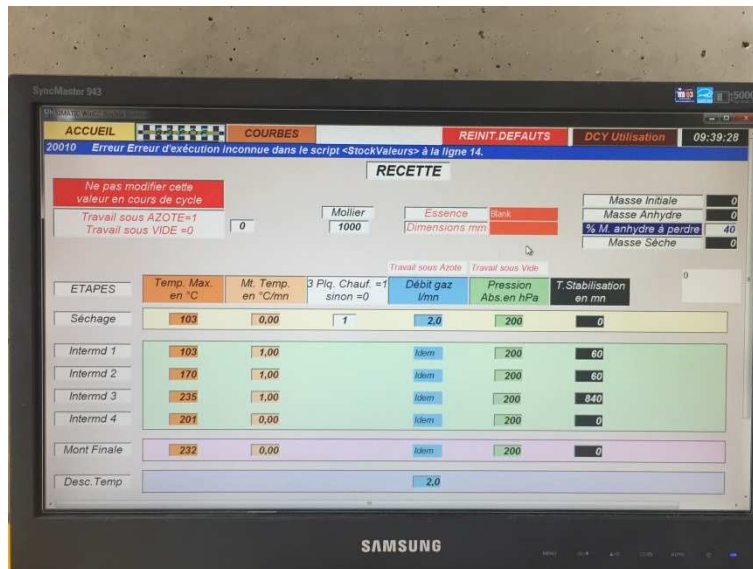 SyncMaster 943
ACCUEIL COURBES REINIT.DEFAUTS DCY Utilisation 09:39:28
20010 Erreur Erreur d'exécution inconnue dans le script <StockValeurs> à la ligne 14.
RECETTE
Ne pas modifier cette
valeur en cours de cycle
Travail sous AZOTE=1
Travail sous VIDE =0
0
Mollier
1000
Essence Blank
Dimensions mm
Masse Initiale 0
Masse Anhydre 0
% M. anhydre à perdre 40
Masse Sèche 0
Travail sous Azote Travail sous Vide
0
ETAPES Temp. Max. en °C Mt. Temp. en °C/mn 3 Plq. Chauf. =1 sinon =0 Débit gaz l/mn Pression Abs.en hPa T.Stabilisation en mn
Séchage 103 0,00 1 2,0 200 0
Intermd 1 103 1,00 Idem 200 60
Intermd 2 170 1,00 Idem 200 60
Intermd 3 235 1,00 Idem 200 840
Intermd 4 201 0,00 Idem 200 0
Mont Finale 232 0,00 Idem 200 0
Desc.Temp 2,0
SAMSUNG
MENU
AUTO